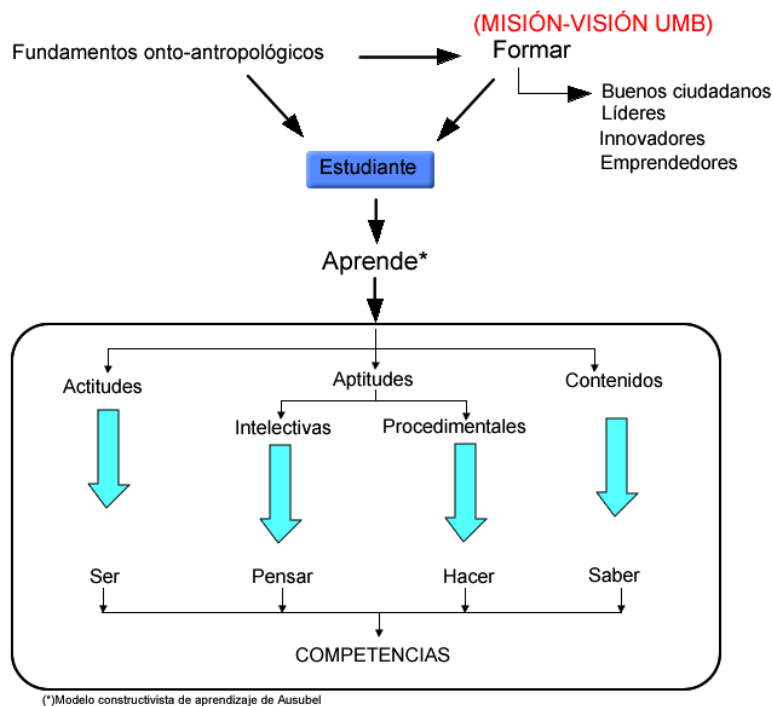 (MISIÓN-VISIÓN UMB)
Fundamentos onto-antropológicos
Formar
Buenos ciudadanos
Líderes
Innovadores
Emprendedores
Estudiante
Aprende*
Actitudes
Aptitudes
Contenidos
Intelectivas
Procedimentales
Ser
Pensar
Hacer
Saber
COMPETENCIAS
(*)Modelo constructivista de aprendizaje de Ausubel